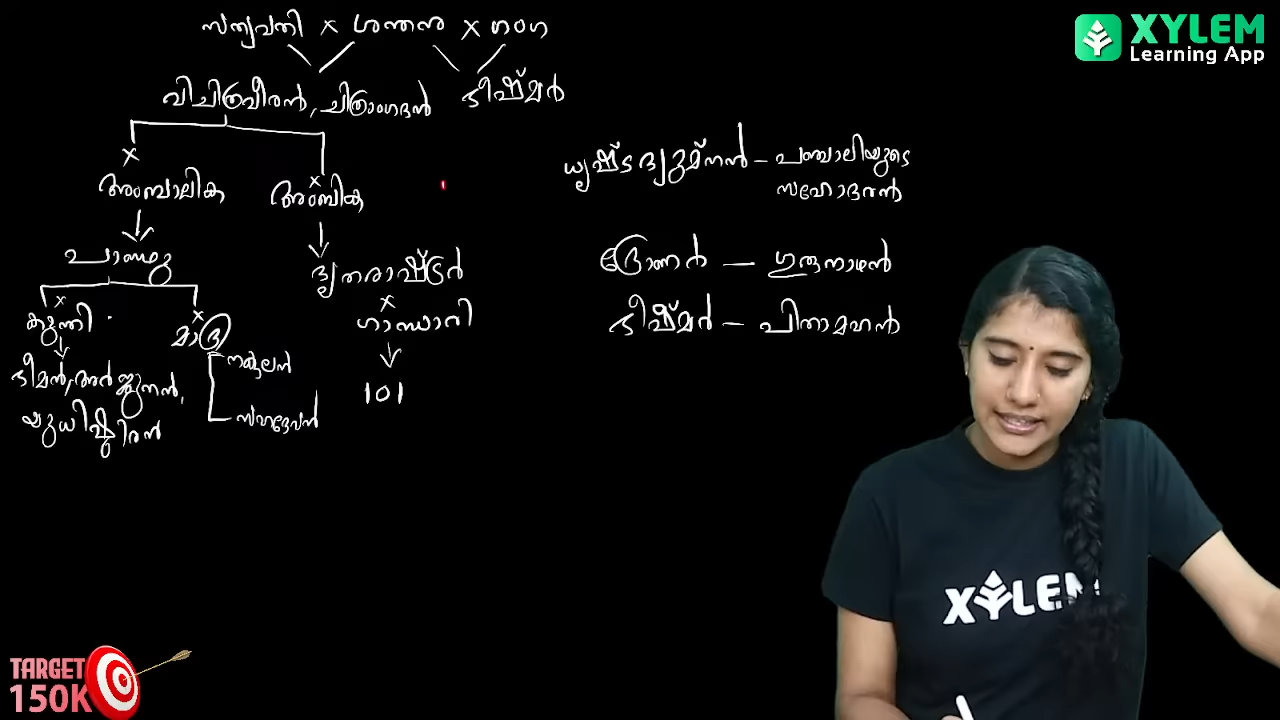 സത്യവതി x ശന്തനു x ഗംഗ
വിചിത്രവീരൻ, ചിത്രാംഗദൻ
ഭീഷ്മർ
x
x
അംബാലിക
അംബിക
പാണ്ഡു
ധൃതരാഷ്ട്രർ
x
x
x
കുന്തി
മാദ്രി
ഗാന്ധാരി
ഭീമൻ, അർജ്ജുനൻ,
യുധിഷ്ഠിരൻ
നകുലൻ
സഹദേവൻ
101
ധൃഷ്ടദ്യുമ്നൻ – പഞ്ചാലിയുടെ
സഹോദരൻ
ദ്രോണർ — ഗുരുനാഥൻ
ഭീഷ്മർ – പിതാമഹൻ
XYLEM
Learning App
XYLEM
TARGET
150K